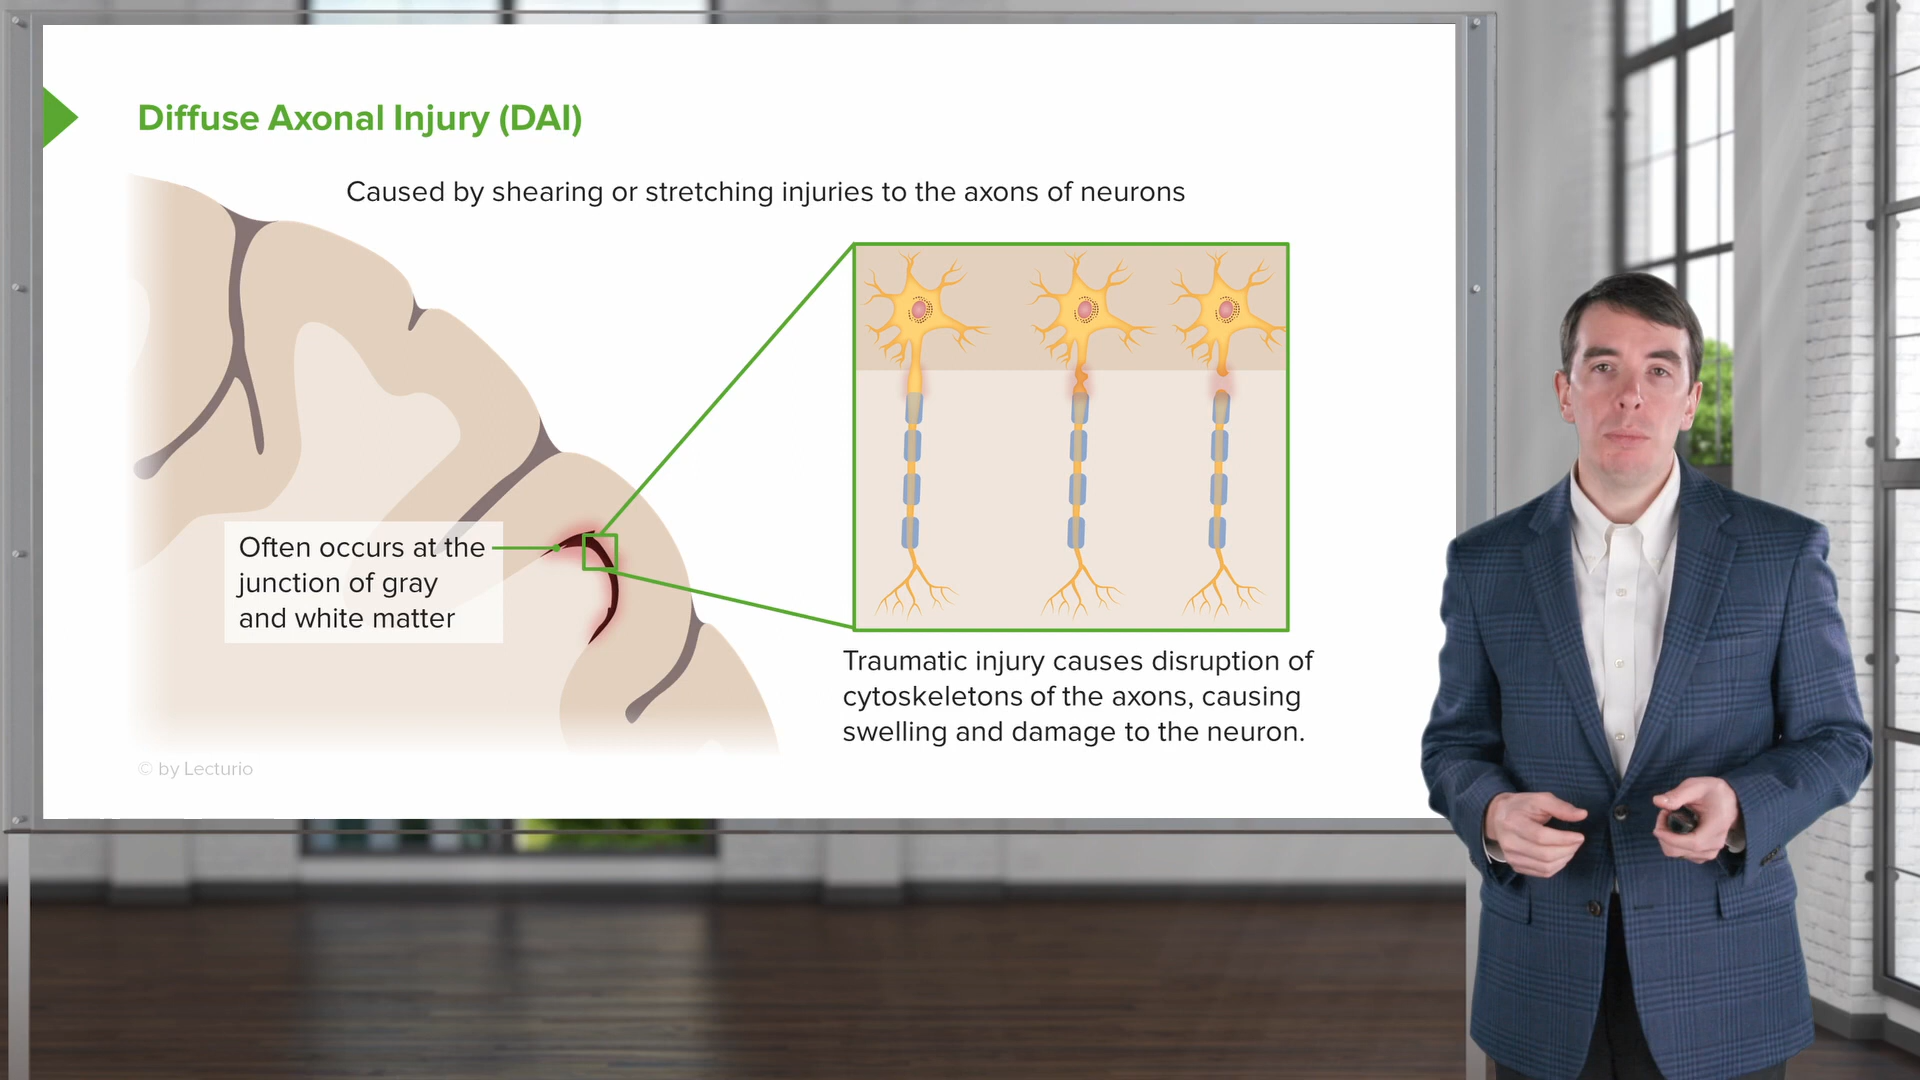 Diffuse Axonal Injury (DAI)
Caused by shearing or stretching injuries to the axons of neurons
Often occurs at the
junction of gray
and white matter
Traumatic injury causes disruption of
cytoskeletons of the axons, causing
swelling and damage to the neuron.
© by Lecturio